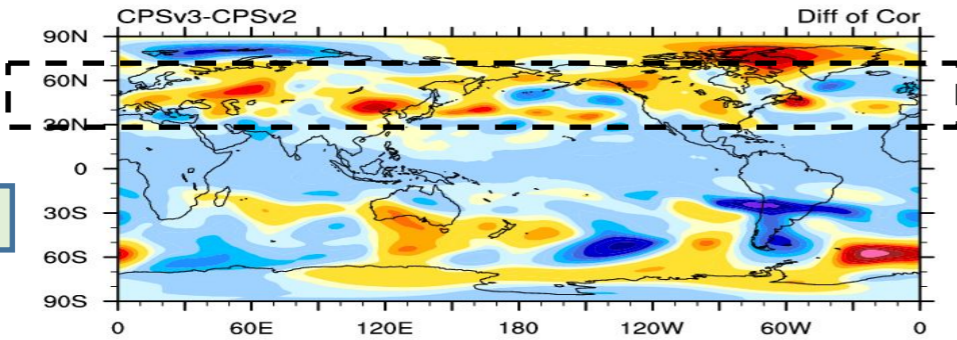 CPSv3-CPSv2 Diff of Cor
90N
60N
30N
0
30S
60S
90S
0 60E 120E 180 120W 60W 0